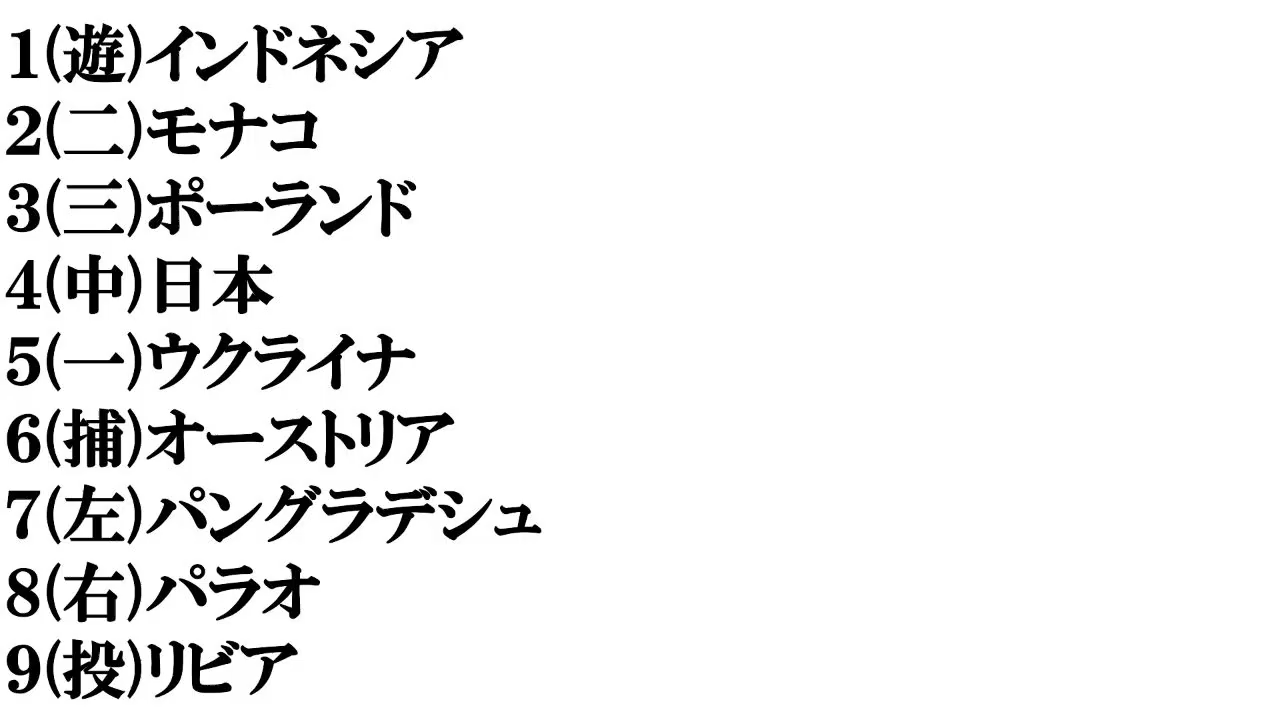 1(遊)インドネシア
2(二)モナコ
3(三)ポーランド
4(中)日本
5(一)ウクライナ
6(捕)オーストリア
7(左)パングラデシュ
8(右)パラオ
9(投)リビア